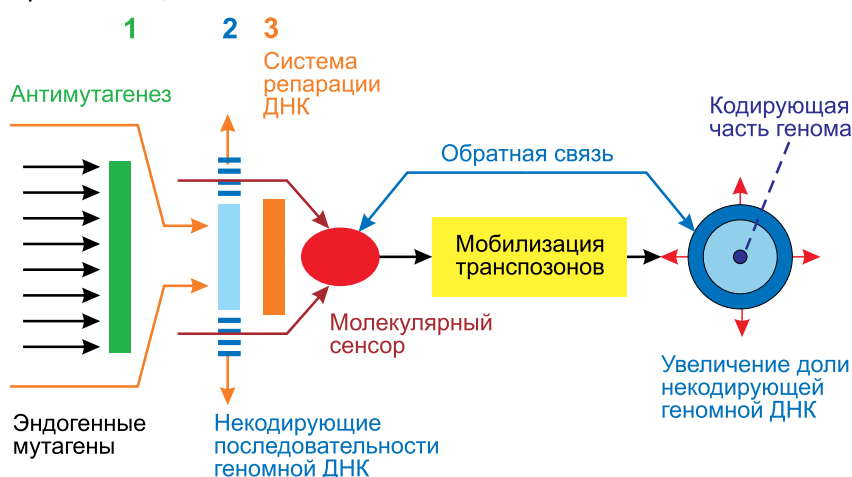 1
2
3
Система
репарации
ДНК
Антимутагенез
Кодирующая
часть генома
Обратная связь
Мобилизация
транспозонов
Молекулярный
сенсор
Увеличение доли
некодирующей
геномной ДНК
Эндогенные
мутагены
Некодирующие
последовательности
геномной ДНК